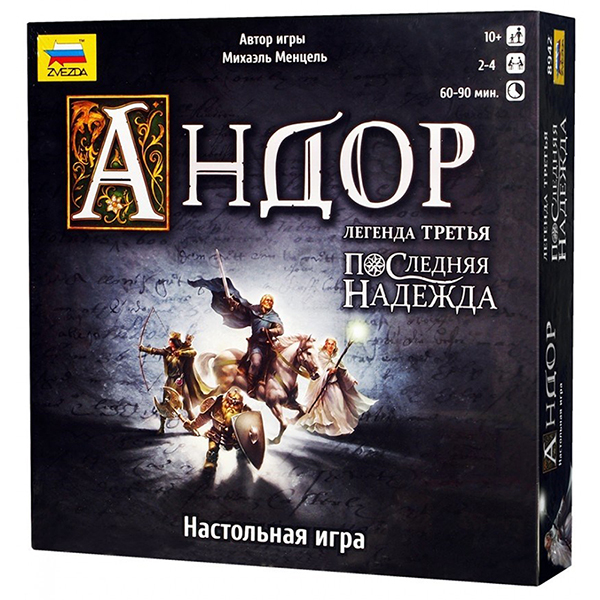 ZVEZDA
Автор игры
Михаэль Менцель
10+
2-4
60-90 мин.
АНДОР
ЛЕГЕНДА ТРЕТЬЯ
ПОСЛЕДНЯЯ
НАДЕЖДА
Настольная игра
ZVEZDA
8942
ЛЕГЕНДА ТРЕТЬЯ
ПОСЛЕДНЯЯ
НАДЕЖДА
АНДОР
Настольная игра